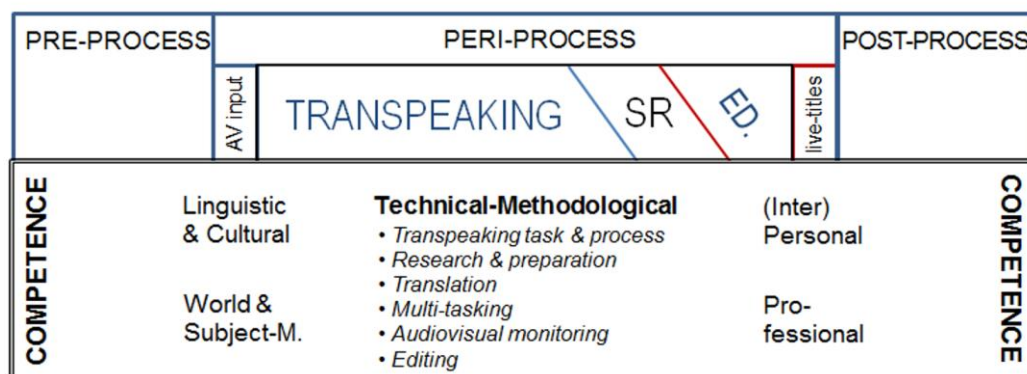 PRE-PROCESS
PERI-PROCESS
POST-PROCESS
AV input
TRANSPEAKING
SR
ED.
live-titles
COMPETENCE
Linguistic
& Cultural
World &
Subject-M.
Technical-Methodological
• Transpeaking task & process
• Research & preparation
• Translation
• Multi-tasking
• Audiovisual monitoring
• Editing
(Inter)
Personal
Pro-
fessional
COMPETENCE